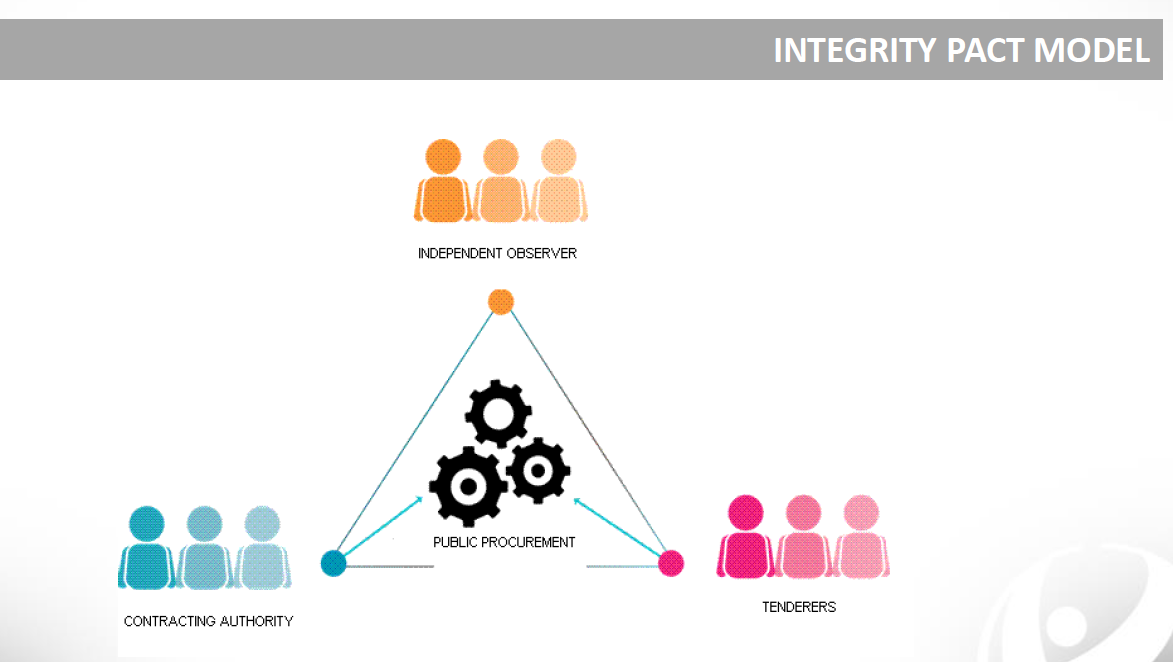 INTEGRITY PACT MODEL
INDEPENDENT OBSERVER
PUBLIC PROCUREMENT
CONTRACTING AUTHORITY
TENDERERS